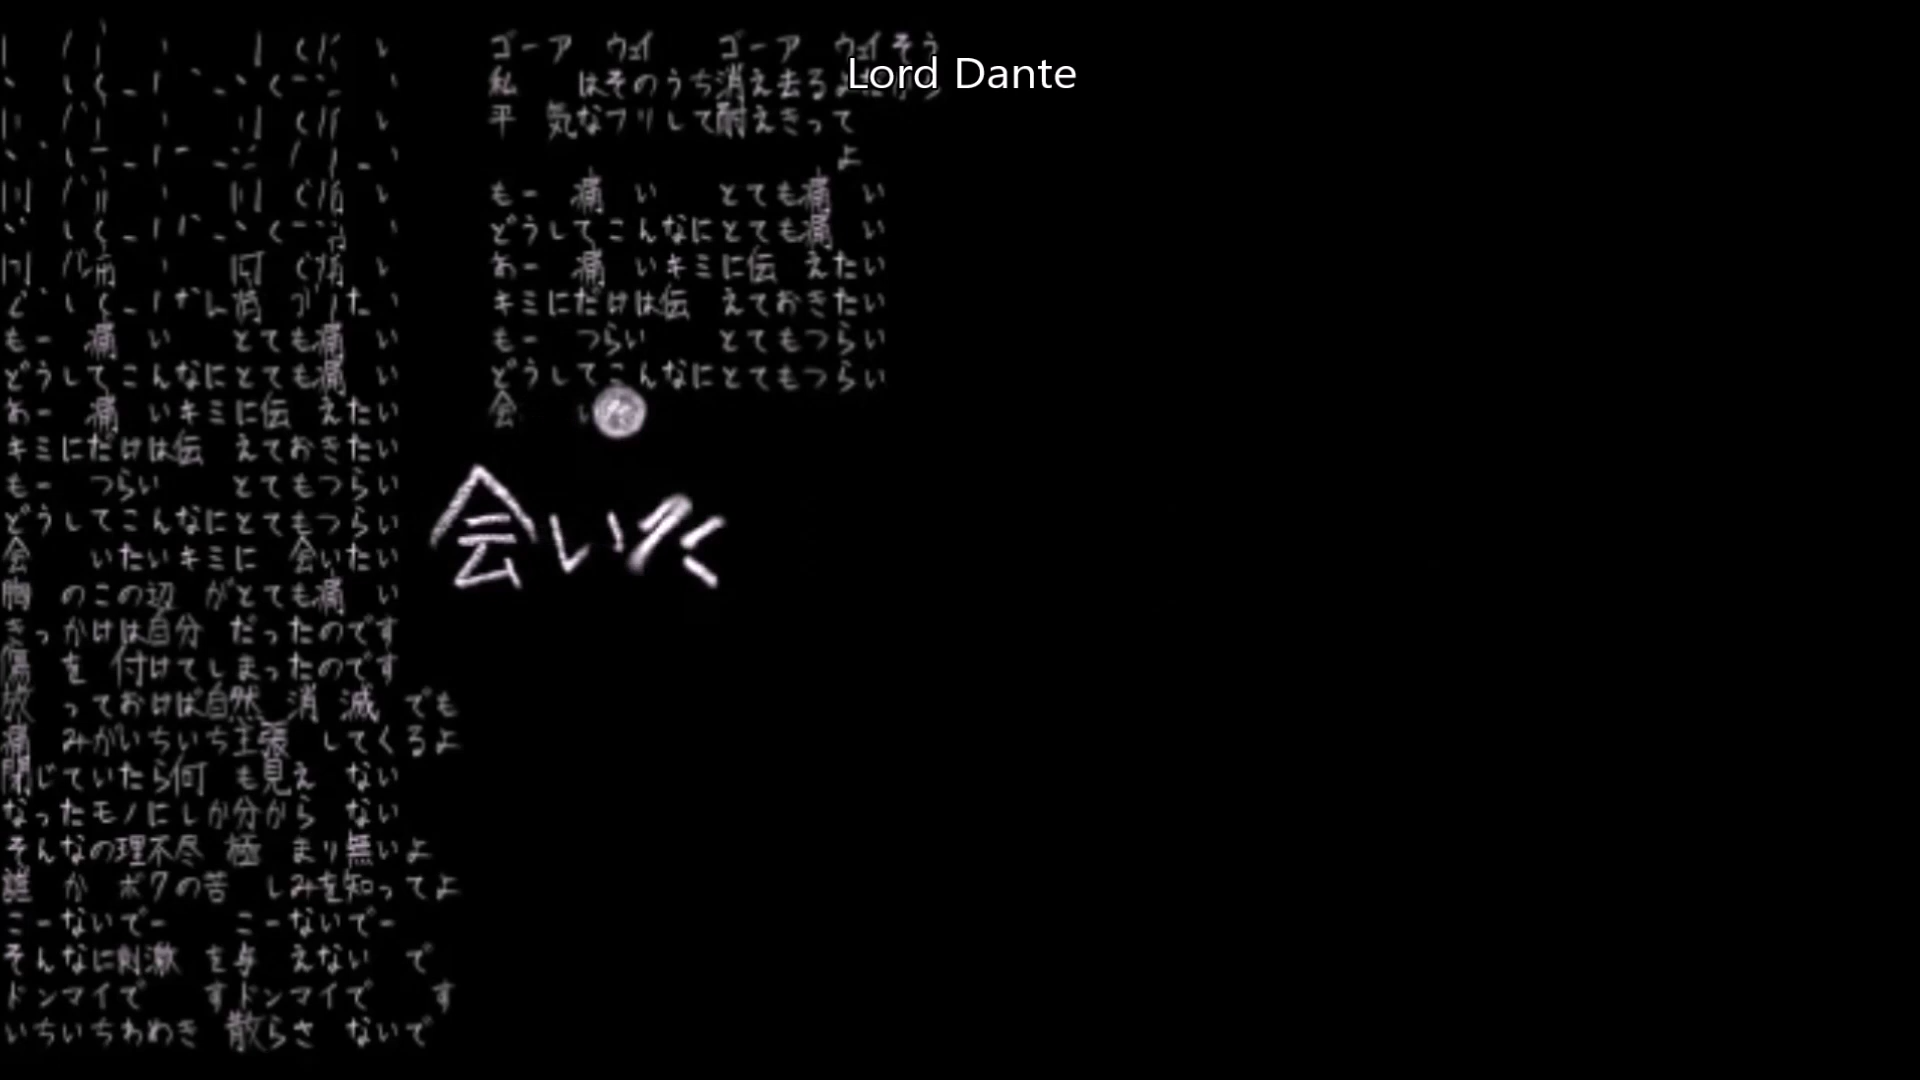 もー 痛 い とても痛 い
どうしてこんなにとても痛 い
あー 痛 いキミに伝 えたい
キミにだけは伝 えておきたい
もー つらい とてもつらい
どうしてこんなにとてもつらい
会 いたいキミに 会いたい
胸 のこの辺 がとても痛 い
きっかけは自分 だったのです
傷 を 付けてしまったのです
放 っておけば自然 消 滅 でも
痛 みがいちいち主張 してくるよ
閉じていたら何 も見え ない
なったモノにしか分から ない
そんなの理不尽 極 まり無いよ
誰 か ボクの苦 しみを知ってよ
こーないでー こーないでー
そんなに刺激 を与 えない で
ドンマイで すドンマイで す
いちいちわめき 散らさ ないで
ゴーア ウェイ ゴーア ウェイそう
私 はそのうち消え去る
平 気なフリして耐えきって
よ
もー 痛 い とても痛 い
どうしてこんなにとても痛 い
あー 痛 いキミに伝 えたい
キミにだけは伝 えておきたい
もー つらい とてもつらい
どうしてこんなにとてもつらい
会 い
会いた
Lord Dante